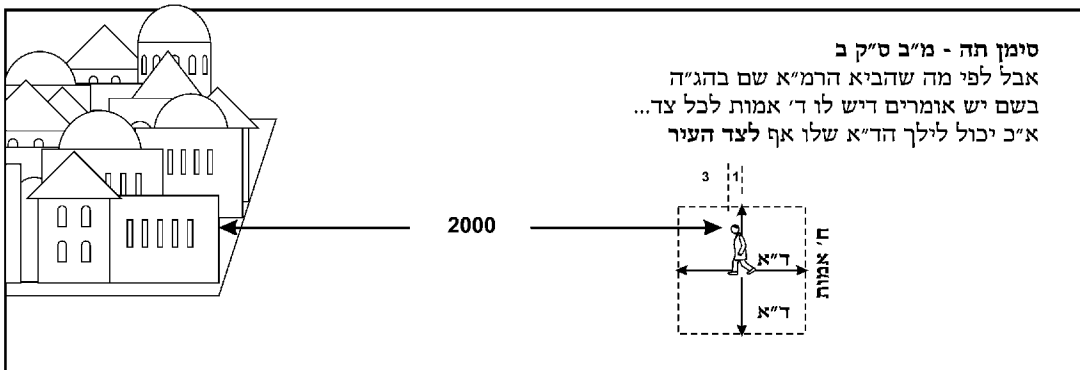 סימן תה - מ״ב ס״ק ב
אבל לפי מה שהביא הרמ״א שם בהג״ה
בשם יש אומרים דיש לו ד׳ אמות לכל צד...
א״כ יכול לילך הד״א שלו אף לצד העיר
3 1
2000
ד״א
ח׳ אמות
ד״א